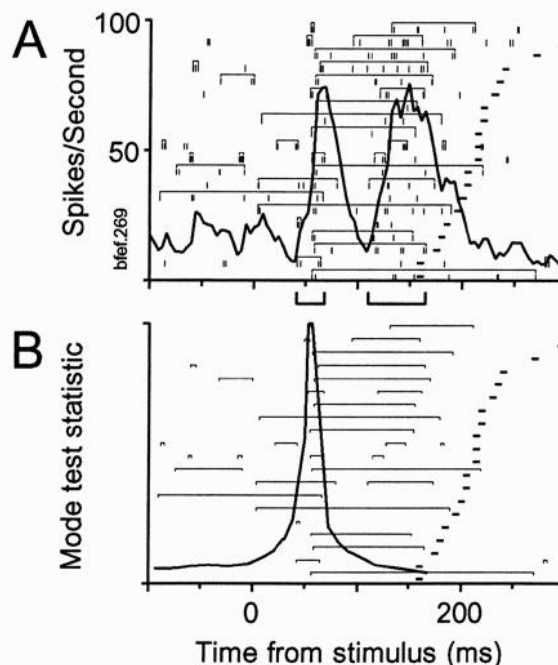 A
100
50
Spikes/Second
bfef.269
B
Mode test statistic
0
200
Time from stimulus (ms)